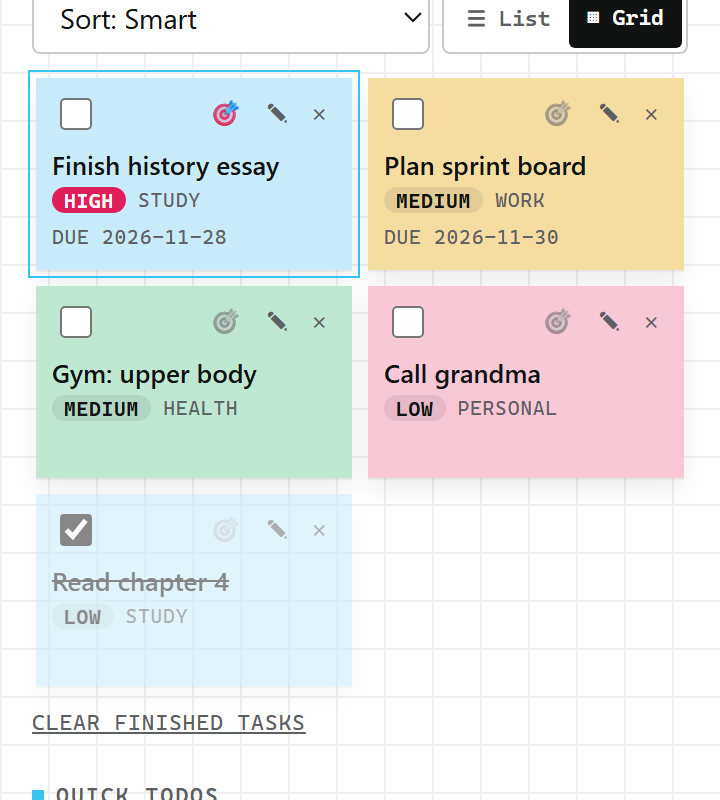 Sort: Smart
List
Grid
Finish history essay
HIGH STUDY
DUE 2026-11-28
Plan sprint board
MEDIUM WORK
DUE 2026-11-30
Gym: upper body
MEDIUM HEALTH
Call grandma
LOW PERSONAL
Read chapter 4
LOW STUDY
CLEAR FINISHED TASKS
QUICK TODOS